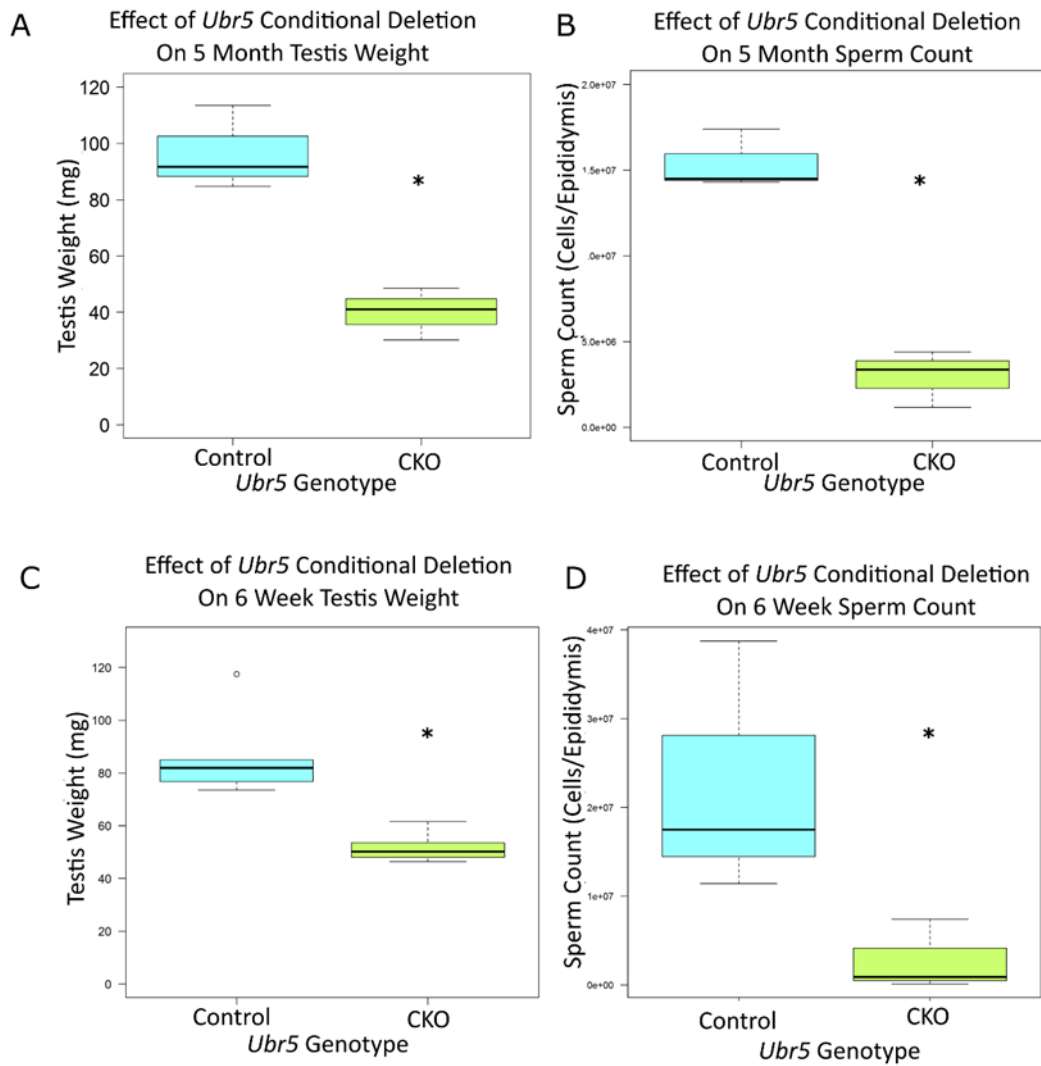 A
Effect of Ubr5 Conditional Deletion
On 5 Month Testis Weight
Testis Weight (mg)
120
100
80
60
40
20
0
*
Control
CKO
Ubr5 Genotype
B
Effect of Ubr5 Conditional Deletion
On 5 Month Sperm Count
Sperm Count (Cells/Epididymis)
2.0e+07
1.5e+07
.0e+07
5.0e+06
0.0e+00
*
Control
CKO
Ubr5 Genotype
C
Effect of Ubr5 Conditional Deletion
On 6 Week Testis Weight
Testis Weight (mg)
120
100
80
60
40
20
0
*
Control
CKO
Ubr5 Genotype
D
Effect of Ubr5 Conditional Deletion
On 6 Week Sperm Count
Sperm Count (Cells/Epididymis)
4e+07
3e+07
2e+07
1e+07
0e+00
*
Control
CKO
Ubr5 Genotype